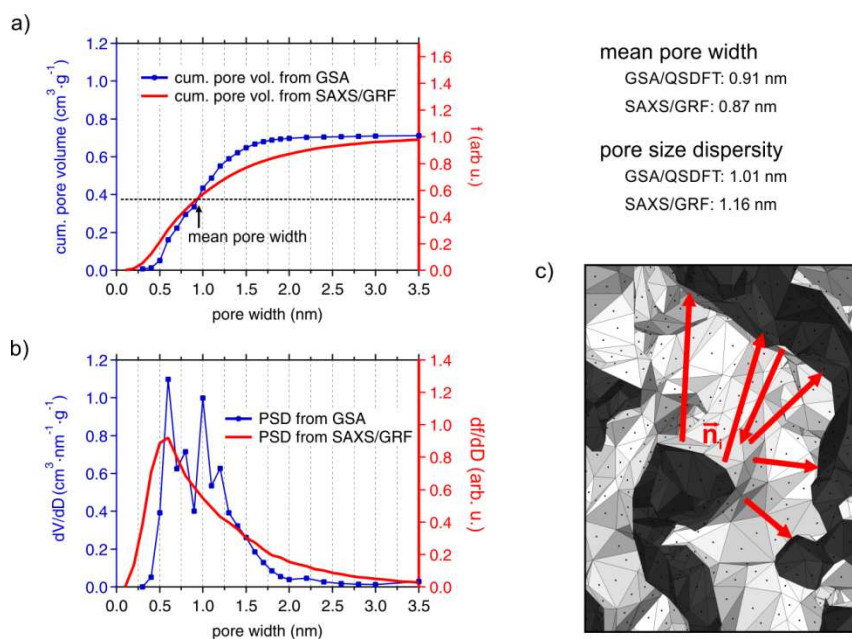 a)
1.2
1.0
0.8
0.6
0.4
0.2
0.0
cum. pore volume (cm³·g⁻¹)
cum. pore vol. from GSA
cum. pore vol. from SAXS/GRF
mean pore width
1.6
1.4
1.2
1.0
0.8
0.6
0.4
0.2
0.0
f (arb u.)
0.0 0.5 1.0 1.5 2.0 2.5 3.0 3.5
pore width (nm)
mean pore width
GSA/QSDFT: 0.91 nm
SAXS/GRF: 0.87 nm
pore size dispersity
GSA/QSDFT: 1.01 nm
SAXS/GRF: 1.16 nm
b)
1.2
1.0
0.8
0.6
0.4
0.2
0.0
dV/dD (cm³·nm⁻¹·g⁻¹)
PSD from GSA
PSD from SAXS/GRF
1.4
1.2
1.0
0.8
0.6
0.4
0.2
0.0
df/dD (arb. u.)
0.0 0.5 1.0 1.5 2.0 2.5 3.0 3.5
pore width (nm)
c)
n⃗ᵢ